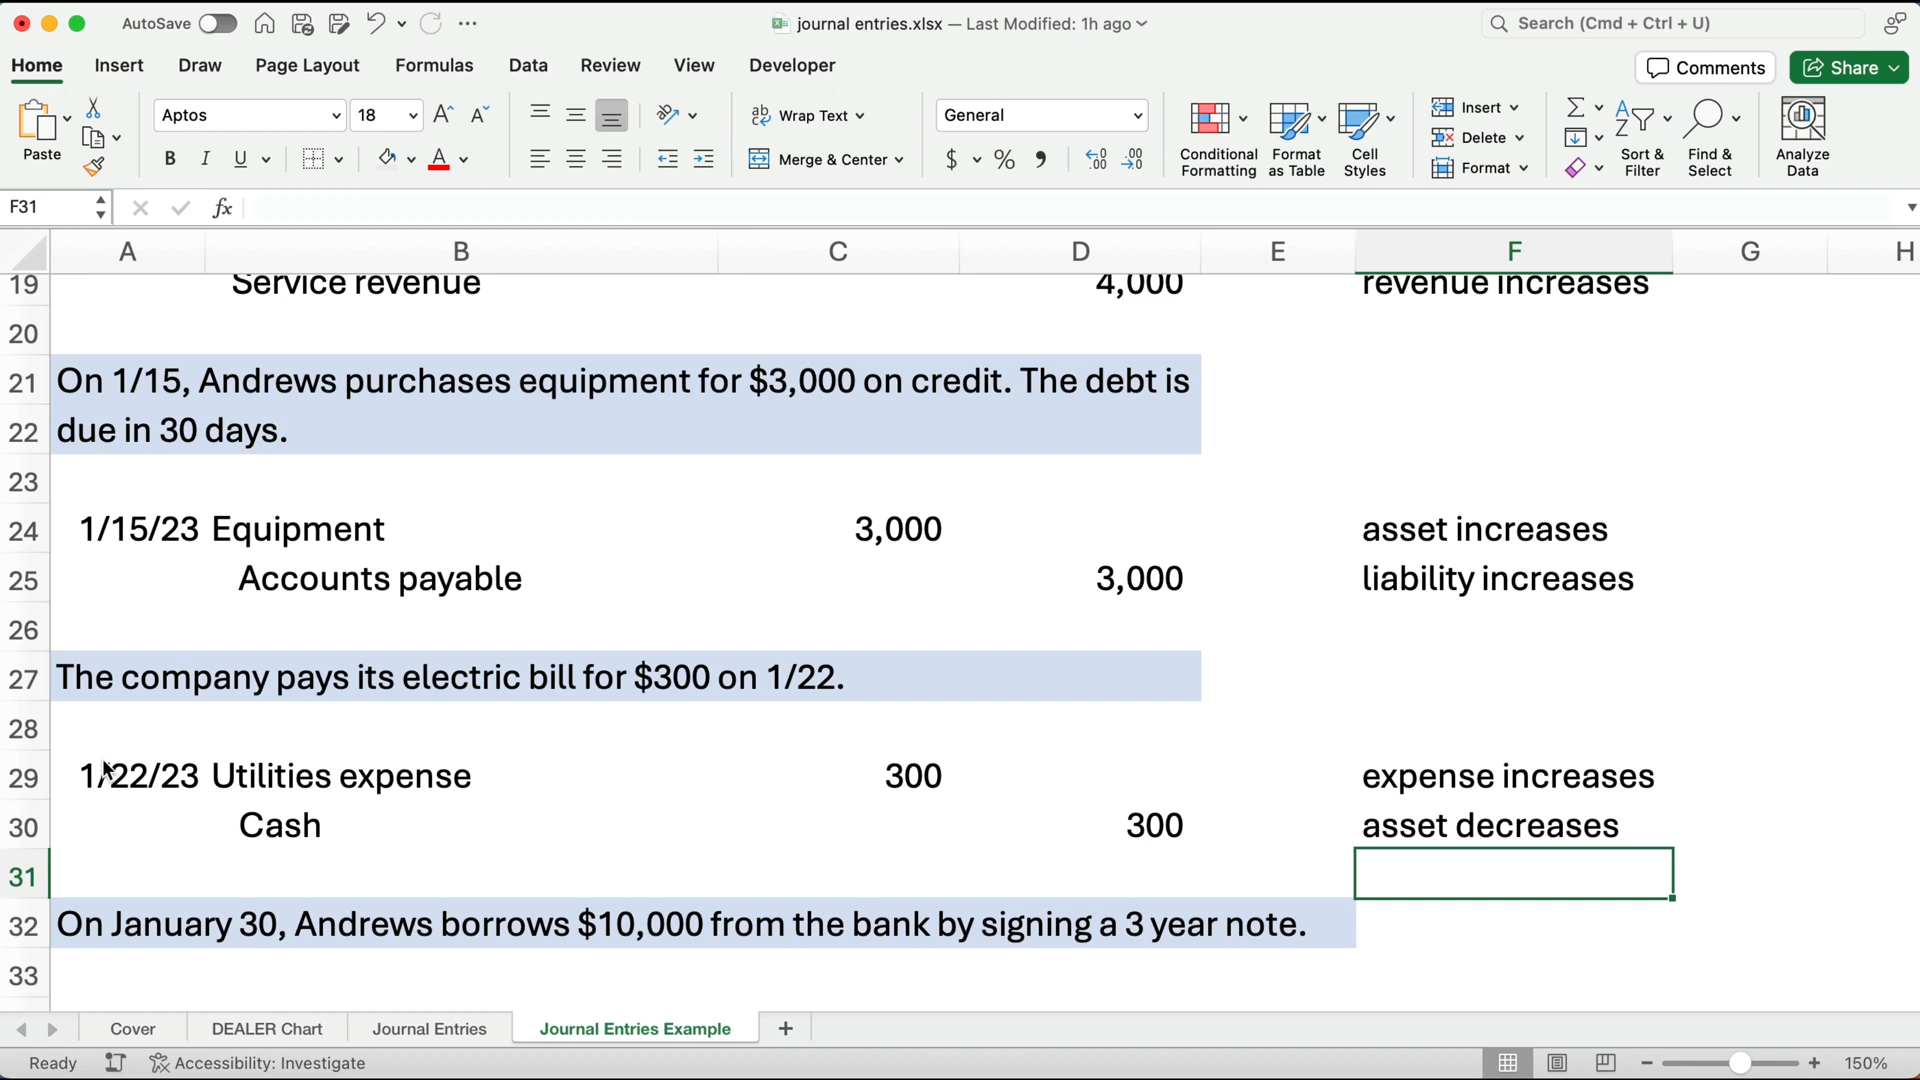 AutoSave
journal entries.xlsx — Last Modified: 1h ago
Search (Cmd + Ctrl + U)
Home Insert Draw Page Layout Formulas Data Review View Developer
Comments
Share
Paste
Aptos
18
Wrap Text
Merge & Center
General
Conditional Formatting
Format as Table
Cell Styles
Insert
Delete
Format
Sort & Filter
Find & Select
Analyze Data
F31
fx
A B C D E F G H
19 Service revenue 4,000 revenue increases
20
21 On 1/15, Andrews purchases equipment for $3,000 on credit. The debt is
22 due in 30 days.
23
24 1/15/23 Equipment 3,000 asset increases
25 Accounts payable 3,000 liability increases
26
27 The company pays its electric bill for $300 on 1/22.
28
29 1/22/23 Utilities expense 300 expense increases
30 Cash 300 asset decreases
31
32 On January 30, Andrews borrows $10,000 from the bank by signing a 3 year note.
33
Cover DEALER Chart Journal Entries Journal Entries Example
Ready Accessibility: Investigate 150%